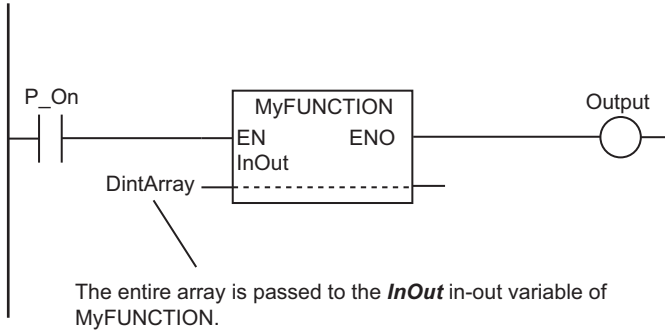 P_On
MyFUNCTION
Output
EN ENO
InOut
DintArray
The entire array is passed to the InOut in-out variable of
MyFUNCTION.